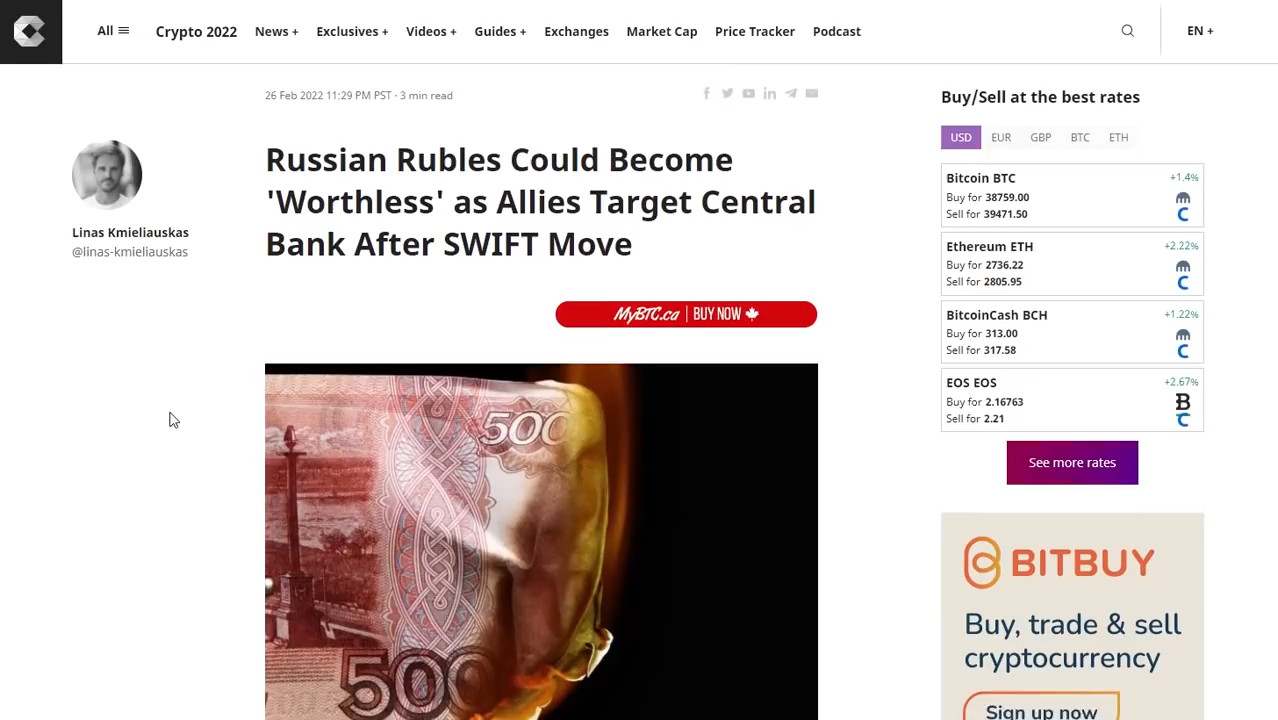 All
Crypto 2022
News +
Exclusives +
Videos +
Guides +
Exchanges
Market Cap
Price Tracker
Podcast
EN +
26 Feb 2022 11:29 PM PST · 3 min read
Linas Kmieliauskas
@linas-kmieliauskas
Russian Rubles Could Become
'Worthless' as Allies Target Central
Bank After SWIFT Move
MyBTC.ca | BUY NOW
500
500
Buy/Sell at the best rates
USD EUR GBP BTC ETH
Bitcoin BTC +1.4%
Buy for 38759.00
Sell for 39471.50
Ethereum ETH +2.22%
Buy for 2736.22
Sell for 2805.95
BitcoinCash BCH +1.22%
Buy for 313.00
Sell for 317.58
EOS EOS +2.67%
Buy for 2.16763
Sell for 2.21
See more rates
BITBUY
Buy, trade & sell
cryptocurrency
Sign up now